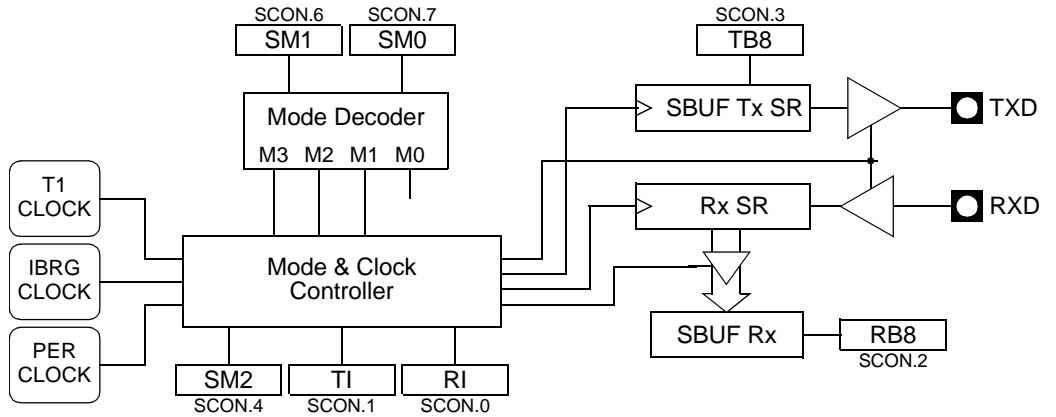 SCON.6
SCON.7
SCON.3
SM1
SM0
TB8
Mode Decoder
M3 M2 M1 M0
SBUF Tx SR
TXD
T1
CLOCK
Rx SR
RXD
IBRG
CLOCK
Mode & Clock
Controller
PER
CLOCK
SBUF Rx
RB8
SCON.2
SM2
TI
RI
SCON.4
SCON.1
SCON.0